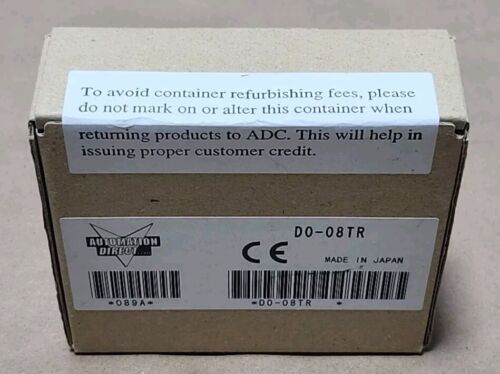 To avoid container refurbishing fees, please
do not mark on or alter this container when
returning products to ADC. This will help in
issuing proper customer credit.
AUTOMATION
DIRECT
D0-08TR
CE
MADE IN JAPAN
*089A*
*D0-08TR *